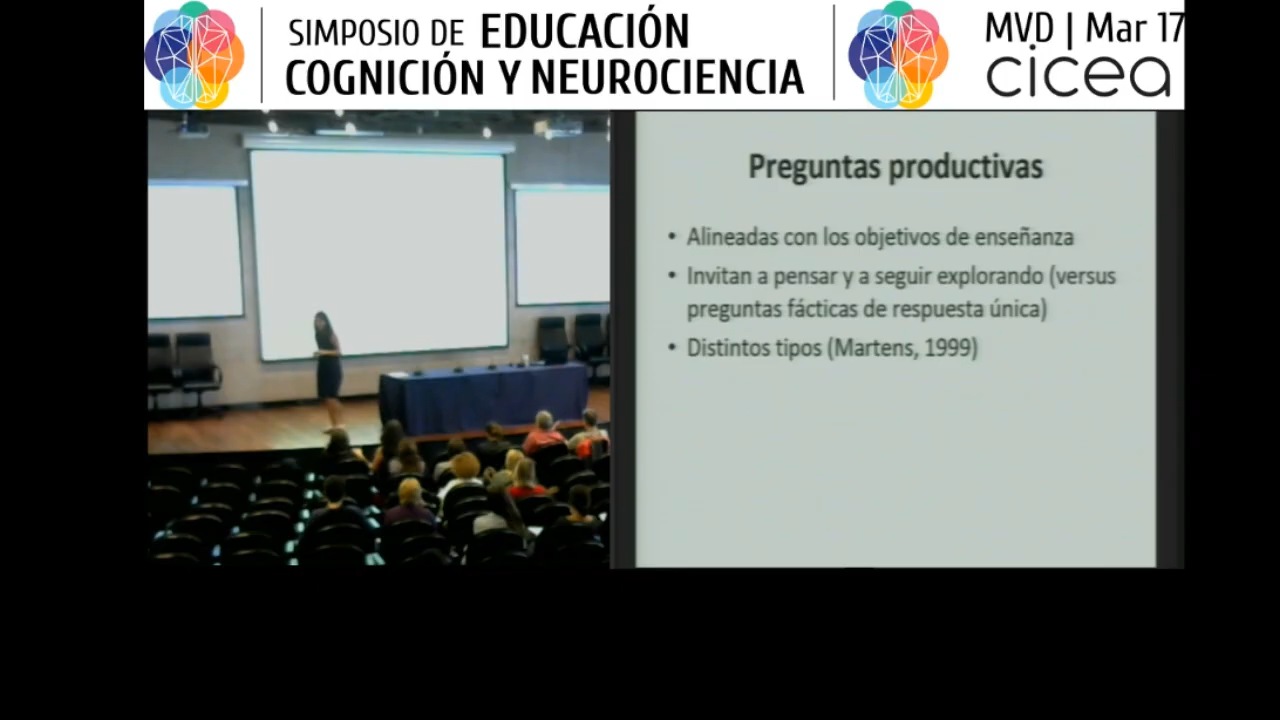 SIMPOSIO DE EDUCACIÓN
COGNICIÓN Y NEUROCIENCIA
MVD | Mar 17
cicea
Preguntas productivas
• Alineadas con los objetivos de enseñanza
• Invitan a pensar y a seguir explorando (versus
preguntas fácticas de respuesta única)
• Distintos tipos (Martens, 1999)